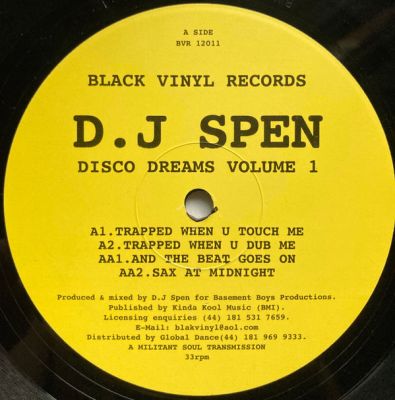 A SIDE
BVR 12011
BLACK VINYL RECORDS
D.J SPEN
DISCO DREAMS VOLUME 1
A1.TRAPPED WHEN U TOUCH ME
A2.TRAPPED WHEN U DUB ME
AA1.AND THE BEAT GOES ON
AA2.SAX AT MIDNIGHT
Produced & mixed by D.J Spen for Basement Boys Productions.
Published by Kinda Kool Music (BMI).
Licensing enquiries (44) 181 531 7659.
E-Mail: blakvinyl@aol.com
Distributed by Global Dance(44) 181 969 9333.
A MILITANT SOUL TRANSMISSION
33rpm